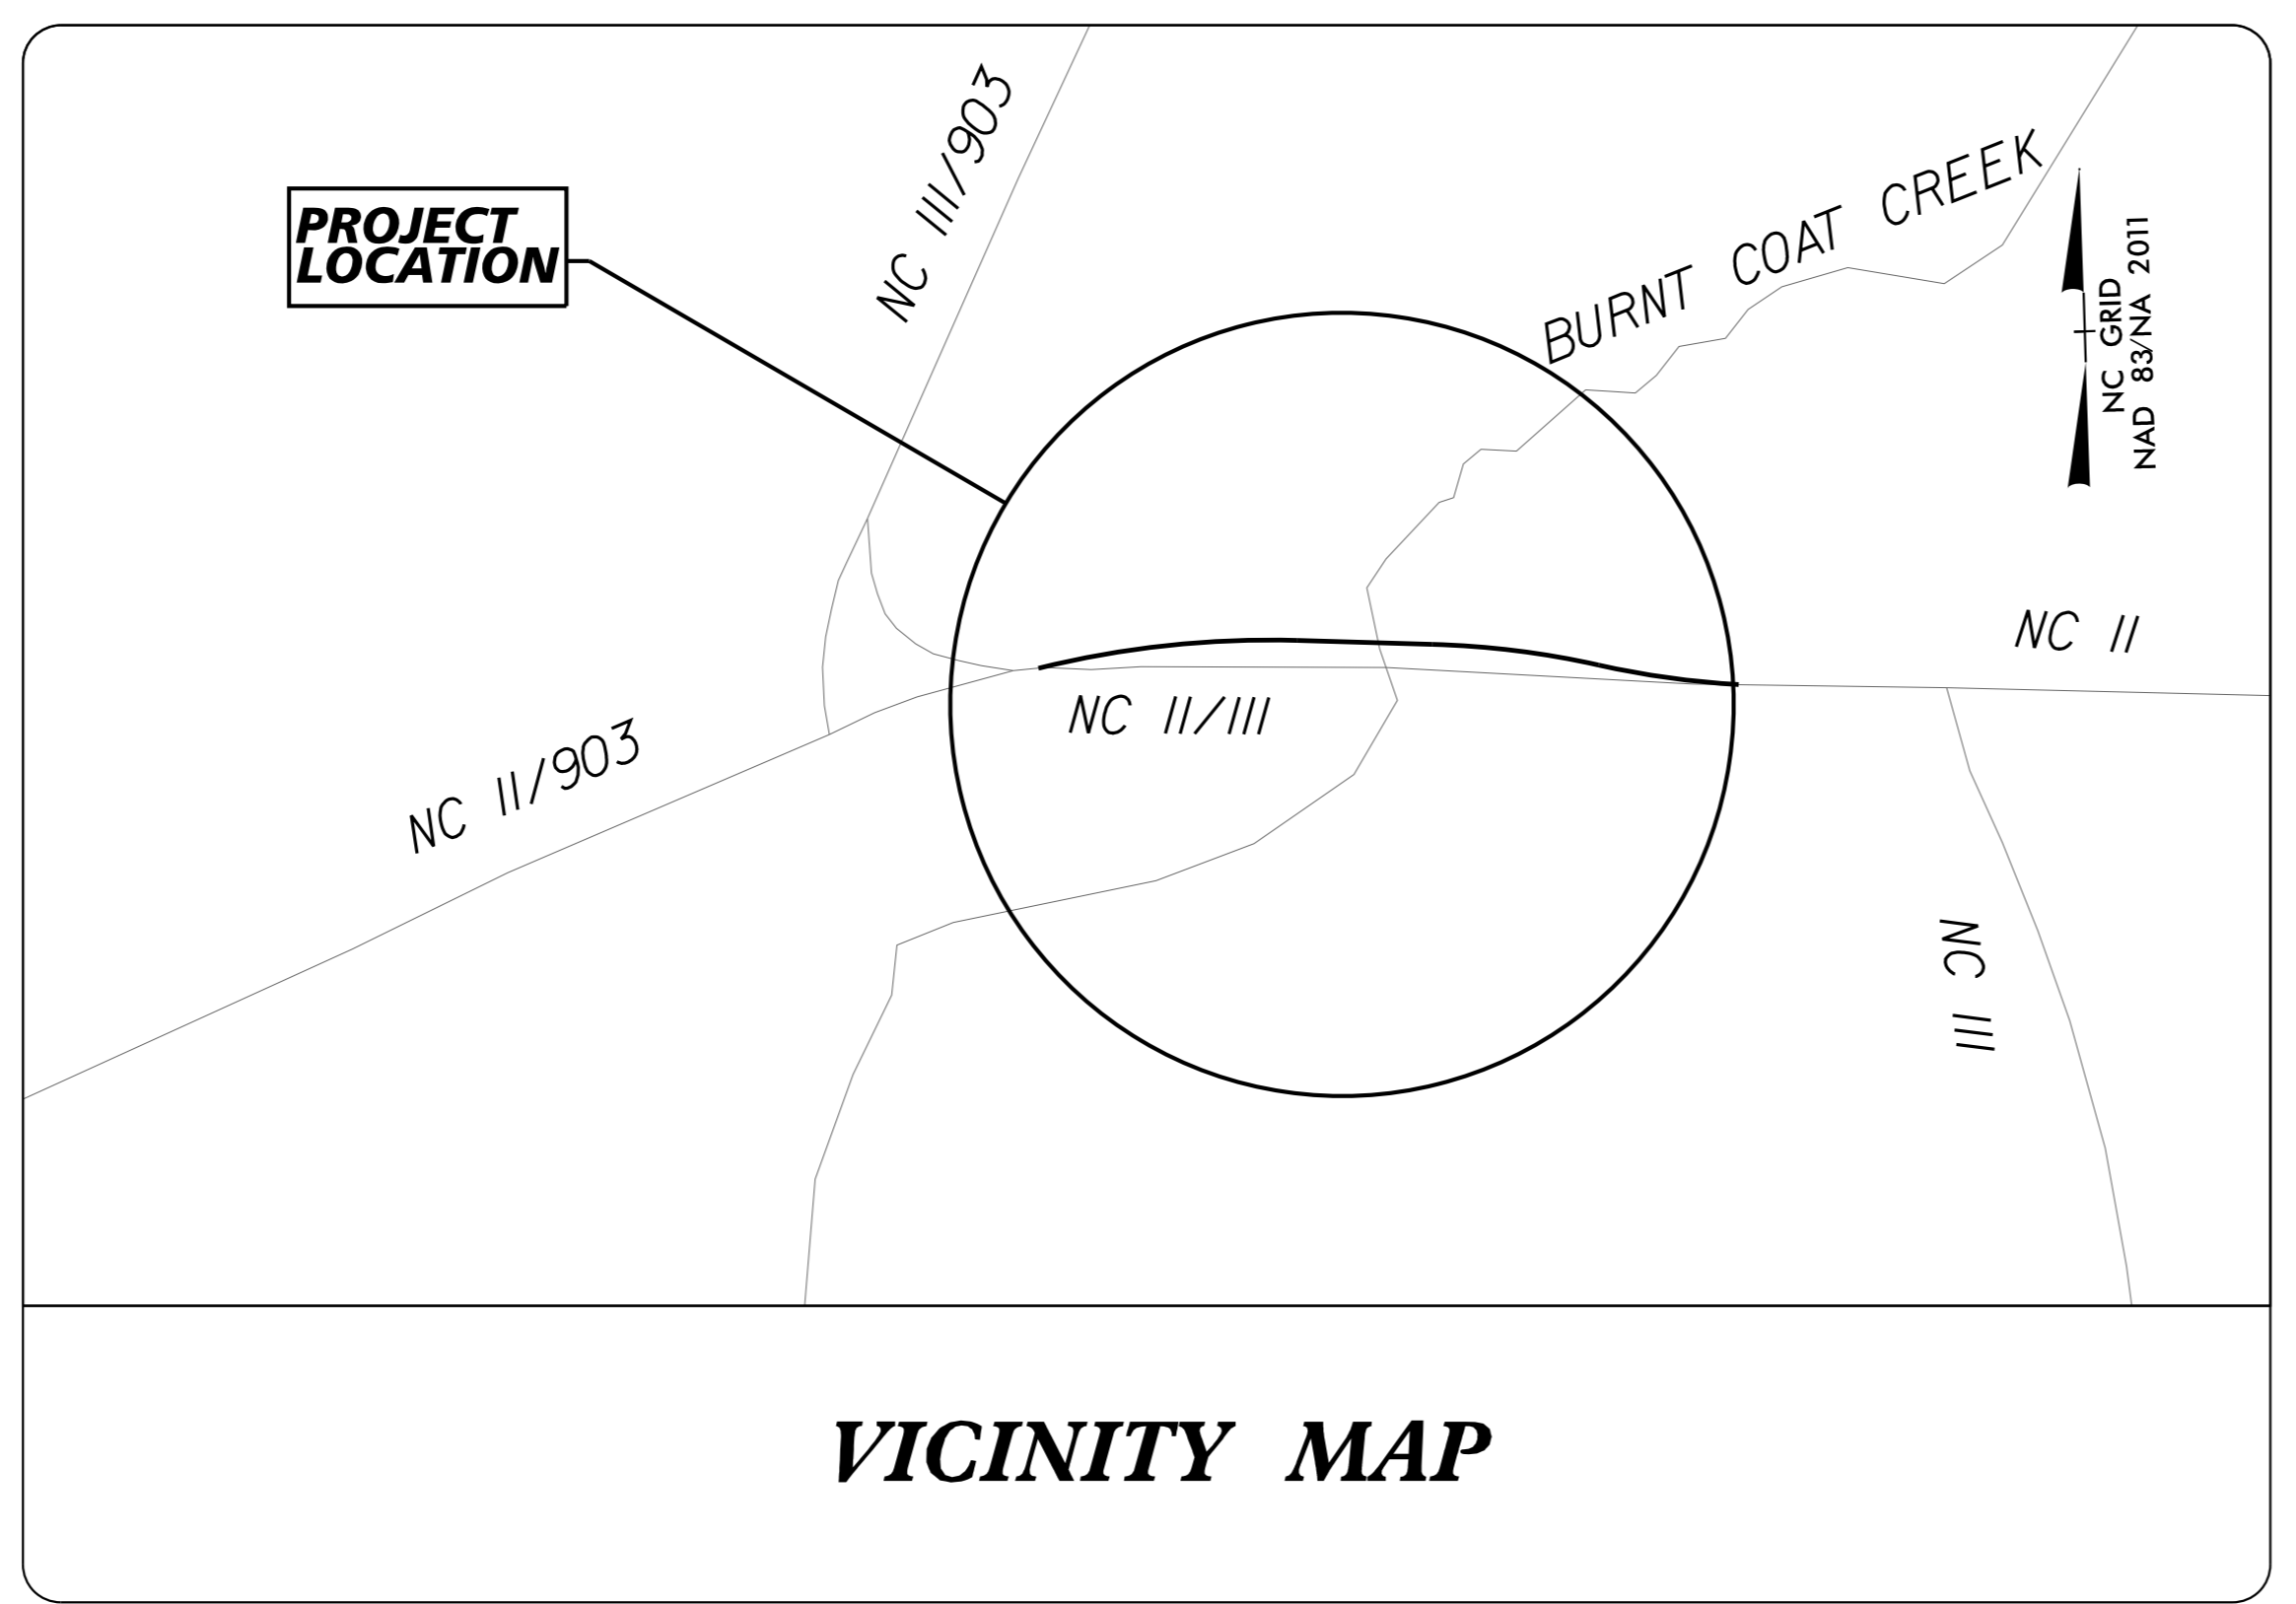 NC 111/903
PROJECT
LOCATION
BURNT COAT CREEK
NC GRID
NAD 83/NA 2011
NC 11
NC 11/111
NC 11/903
NC 111
VICINITY MAP